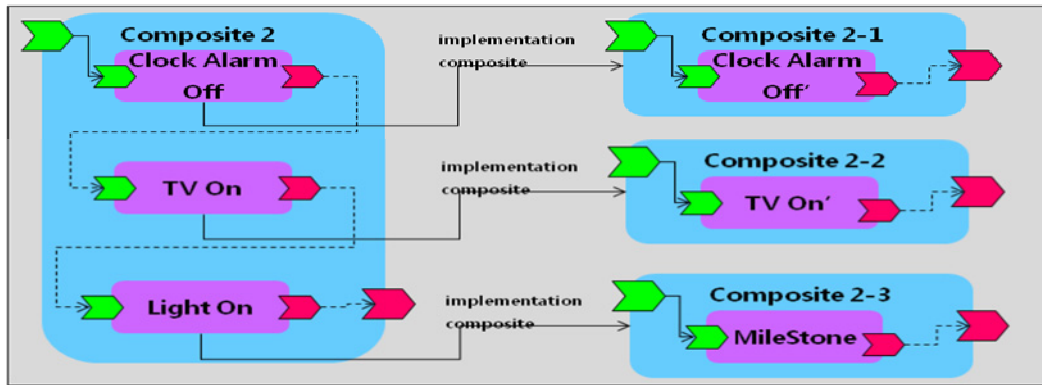 Composite 2
Clock Alarm
Off
implementation
composite
Composite 2-1
Clock Alarm
Off’
TV On
implementation
composite
Composite 2-2
TV On’
Light On
implementation
composite
Composite 2-3
MileStone